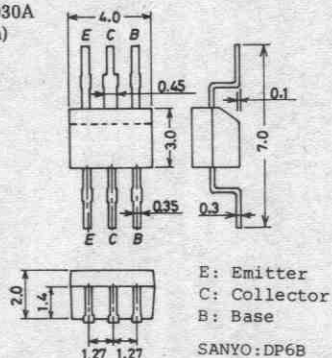 030A
)
4.0
E C B
0.45
0.1
3.0
7.0
0.35
0.3
E C B
2.0
1.4
1.27 1.27
E: Emitter
C: Collector
B: Base
SANYO:DP6B